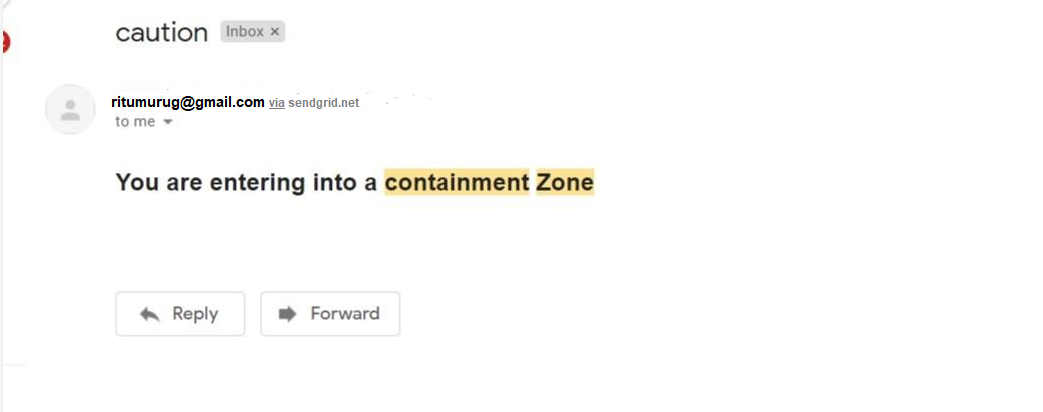 caution Inbox ×
ritumurug@gmail.com via sendgrid.net
to me
You are entering into a containment Zone
Reply Forward